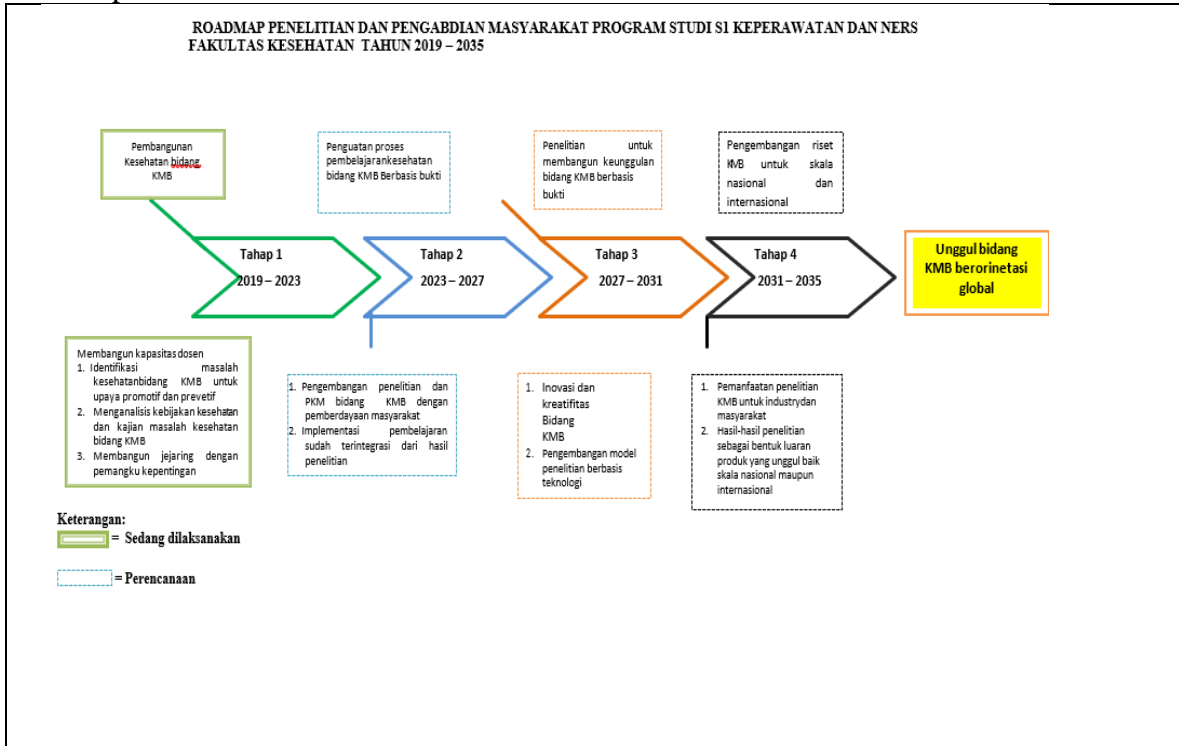 ROADMAP PENELITIAN DAN PENGABDIAN MASYARAKAT PROGRAM STUDI S1 KEPERAWATAN DAN NERS
FAKULTAS KESEHATAN TAHUN 2019 – 2035
Pembangunan
Kesehatan bidang
KMB
Penguatan proses
pembelajarankesehatan
bidang KMB Berbasis bukti
Penelitian untuk
membangun keunggulan
bidang KMB berbasis
bukti
Pengembangan riset
KMB untuk skala
nasional dan
internasional
Tahap 1
2019 – 2023
Tahap 2
2023 – 2027
Tahap 3
2027 – 2031
Tahap 4
2031 – 2035
Unggul bidang
KMB berorinetasi
global
Membangun kapasitas dosen
1. Identifikasi masalah
kesehatanbidang KMB untuk
upaya promotif dan prevetif
2. Menganalisis kebijakan kesehatan
dan kajian masalah kesehatan
bidang KMB
3. Membangun jejaring dengan
pemangku kepentingan
1. Pengembangan penelitian dan
PKM bidang KMB dengan
pemberdayaan masyarakat
2. Implementasi pembelajaran
sudah terintegrasi dari hasil
penelitian
1. Inovasi dan
kreatifitas
Bidang
KMB
2. Pengembangan model
penelitian berbasis
teknologi
1. Pemanfaatan penelitian
KMB untuk industrydan
masyarakat
2. Hasil-hasil penelitian
sebagai bentuk luaran
produk yang unggul baik
skala nasional maupun
internasional
Keterangan:
= Sedang dilaksanakan
= Perencanaan